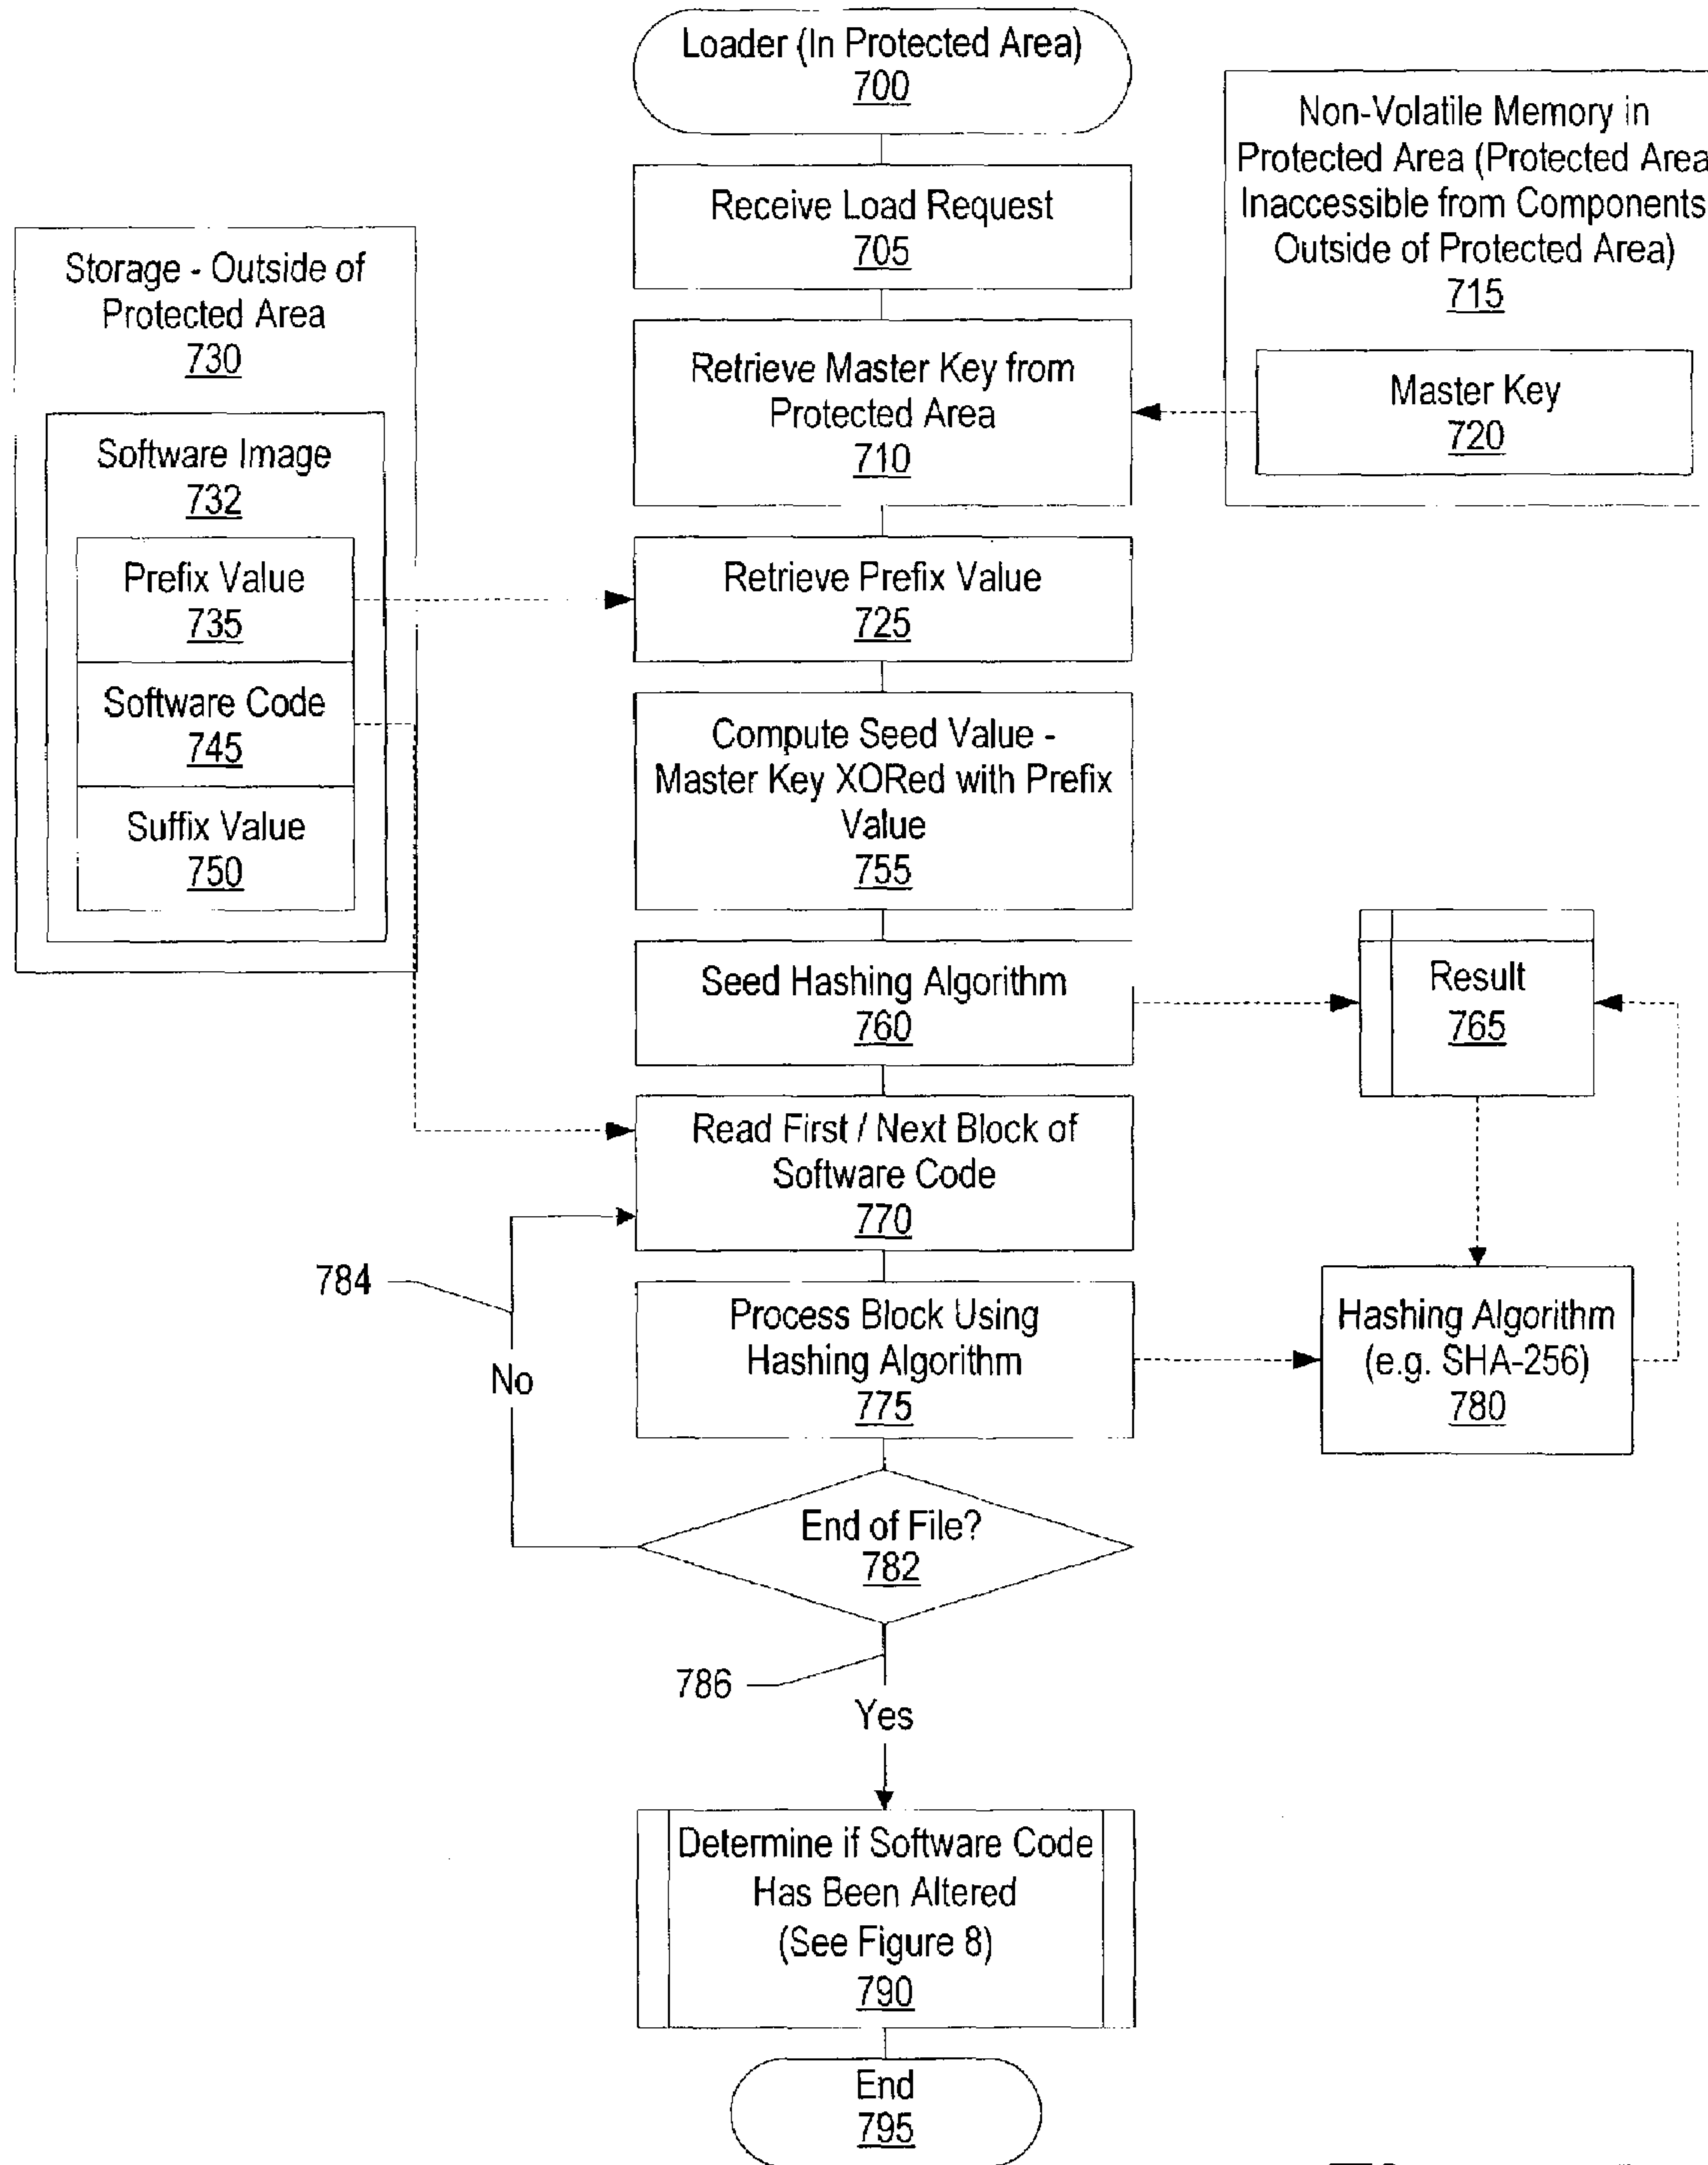 Loader (In Protected Area)
700
Receive Load Request
705
Non-Volatile Memory in
Protected Area (Protected Area
Inaccessible from Components
Outside of Protected Area)
715
Master Key
720
Storage - Outside of
Protected Area
730
Software Image
732
Prefix Value
735
Software Code
745
Suffix Value
750
Retrieve Master Key from
Protected Area
710
Retrieve Prefix Value
725
Compute Seed Value -
Master Key XORed with Prefix
Value
755
Seed Hashing Algorithm
760
Result
765
Read First / Next Block of
Software Code
770
Process Block Using
Hashing Algorithm
775
Hashing Algorithm
(e.g. SHA-256)
780
784
No
End of File?
782
786
Yes
Determine if Software Code
Has Been Altered
(See Figure 8)
790
End
795